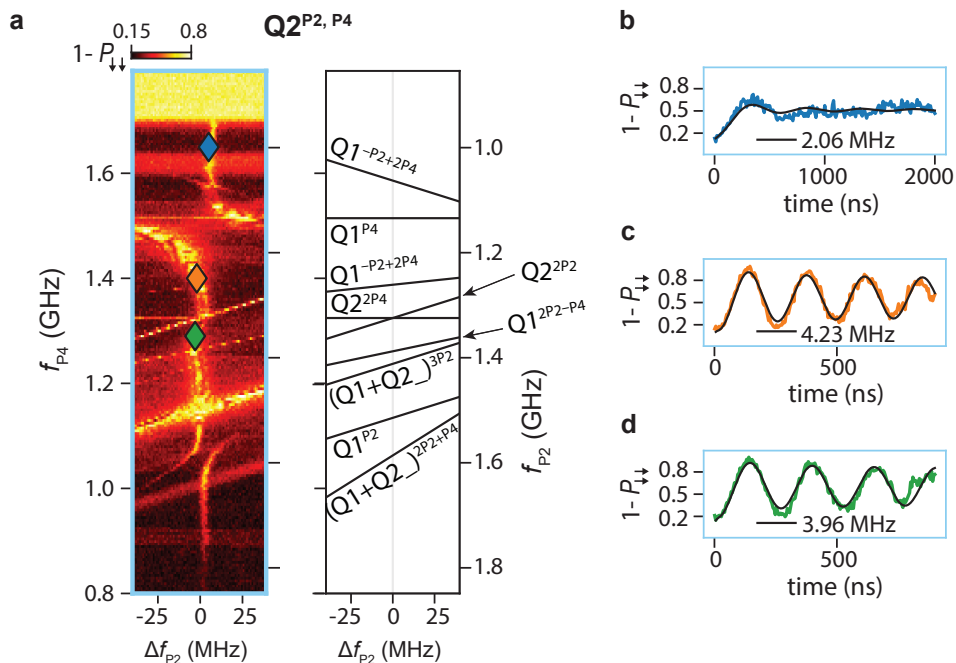 a
Q2^P2, P4
0.15 0.8
1- P↓↓
1.6
1.4
1.2
1.0
0.8
f_P4 (GHz)
-25 0 25
Δf_P2 (MHz)
Q1^-P2+2P4
Q1^P4
Q1^-P2+2P4
Q2^2P4
Q2^2P2
Q1^2P2-P4
(Q1+Q2_)^3P2
Q1^P2
(Q1+Q2_)^2P2+P4
1.0
1.2
1.4
1.6
1.8
f_P2 (GHz)
-25 0 25
Δf_P2 (MHz)
b
1- P↓↓
0.8
0.5
0.2
2.06 MHz
0 1000 2000
time (ns)
c
1- P↓↓
0.8
0.5
0.2
4.23 MHz
0 500
time (ns)
d
1- P↓↓
0.8
0.5
0.2
3.96 MHz
0 500
time (ns)